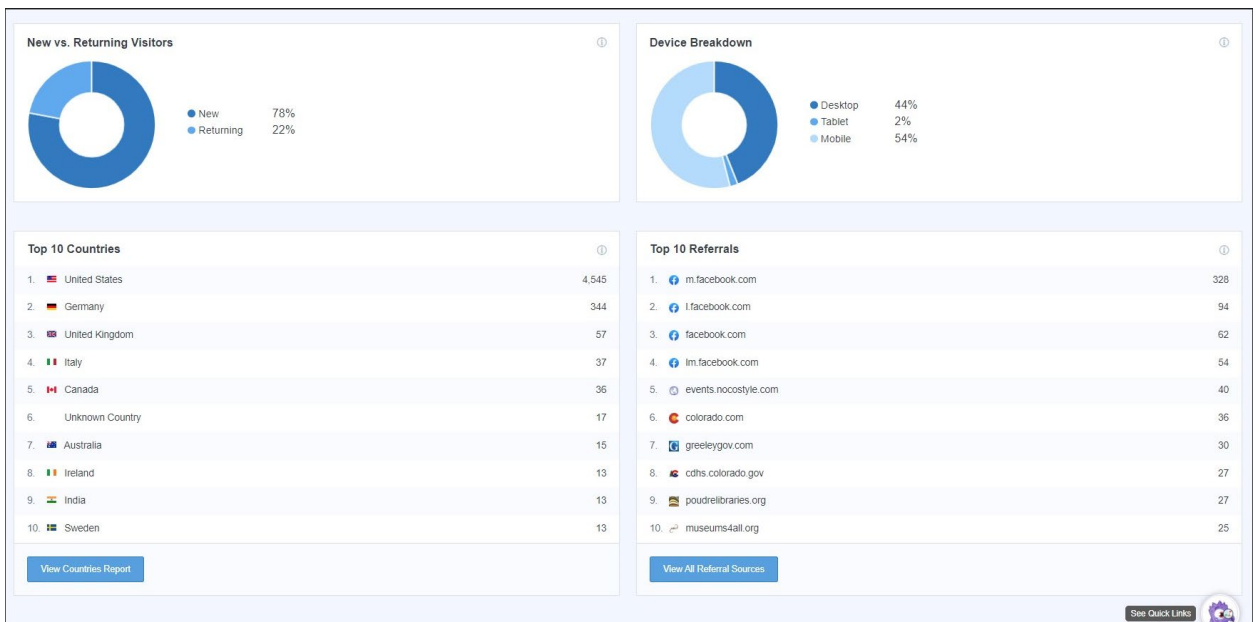 New vs. Returning Visitors
New 78%
Returning 22%
Device Breakdown
Desktop 44%
Tablet 2%
Mobile 54%
Top 10 Countries
1. United States 4,545
2. Germany 344
3. United Kingdom 57
4. Italy 37
5. Canada 36
6. Unknown Country 17
7. Australia 15
8. Ireland 13
9. India 13
10. Sweden 13
View Countries Report
Top 10 Referrals
1. m.facebook.com 328
2. l.facebook.com 94
3. facebook.com 62
4. lm.facebook.com 54
5. events.nocostyle.com 40
6. colorado.com 36
7. greeleygov.com 30
8. cdhs.colorado.gov 27
9. poudrelibraries.org 27
10. museums4all.org 25
View All Referral Sources
See Quick Links